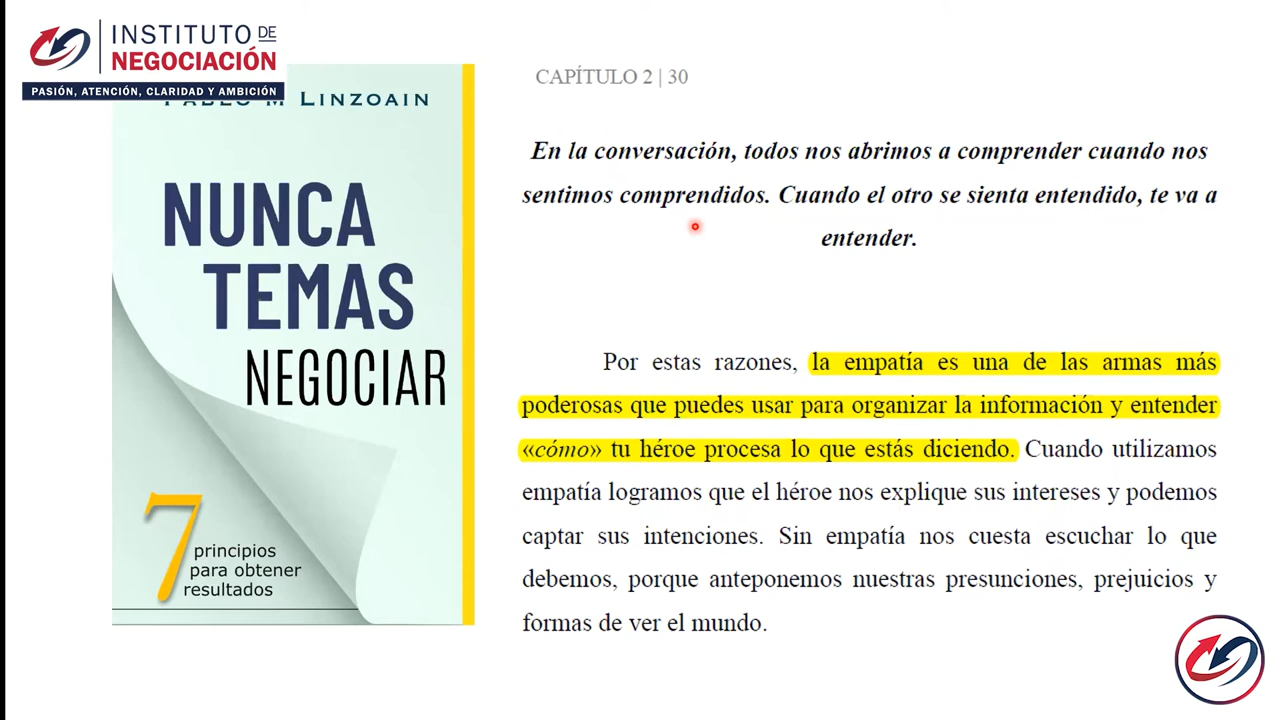 INSTITUTO DE
NEGOCIACIÓN
PASIÓN, ATENCIÓN, CLARIDAD Y AMBICIÓN
PABLO M LINZOAIN
NUNCA
TEMAS
NEGOCIAR
7
principios
para obtener
resultados
CAPÍTULO 2 | 30
En la conversación, todos nos abrimos a comprender cuando nos
sentimos comprendidos. Cuando el otro se sienta entendido, te va a
entender.
Por estas razones, la empatía es una de las armas más
poderosas que puedes usar para organizar la información y entender
«cómo» tu héroe procesa lo que estás diciendo. Cuando utilizamos
empatía logramos que el héroe nos explique sus intereses y podemos
captar sus intenciones. Sin empatía nos cuesta escuchar lo que
debemos, porque anteponemos nuestras presunciones, prejuicios y
formas de ver el mundo.